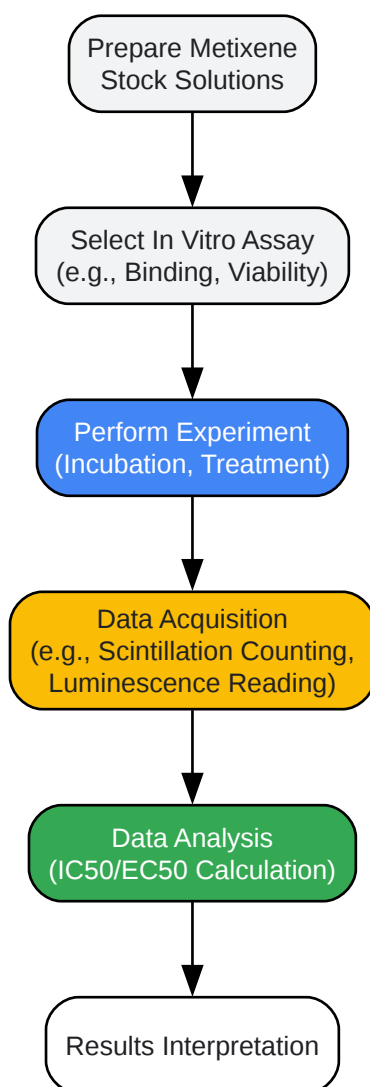 Prepare Metixene
Stock Solutions
Select In Vitro Assay
(e.g., Binding, Viability)
Perform Experiment
(Incubation, Treatment)
Data Acquisition
(e.g., Scintillation Counting,
Luminescence Reading)
Data Analysis
(IC50/EC50 Calculation)
Results Interpretation